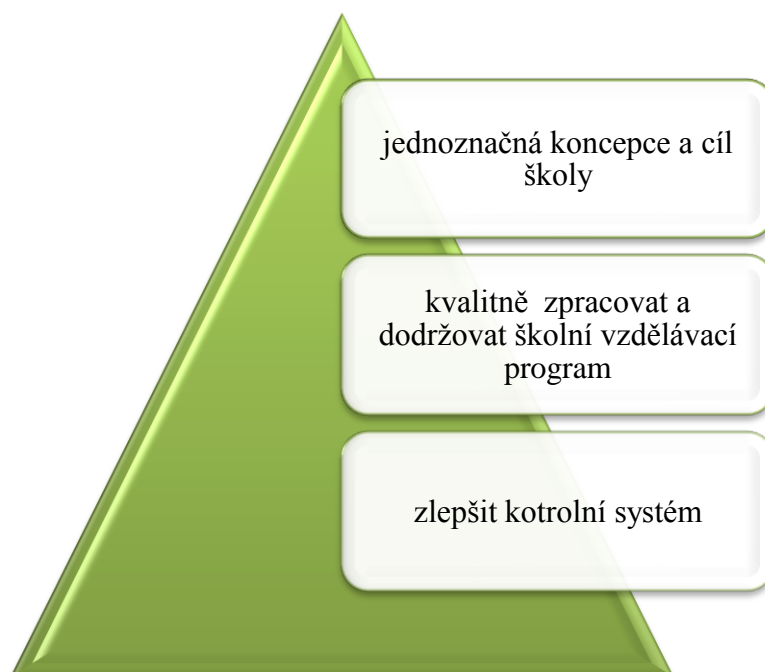 jednoznačná koncepce a cíl
školy
kvalitně  zpracovat a
dodržovat školní vzdělávací
program
zlepšit kotrolní systém